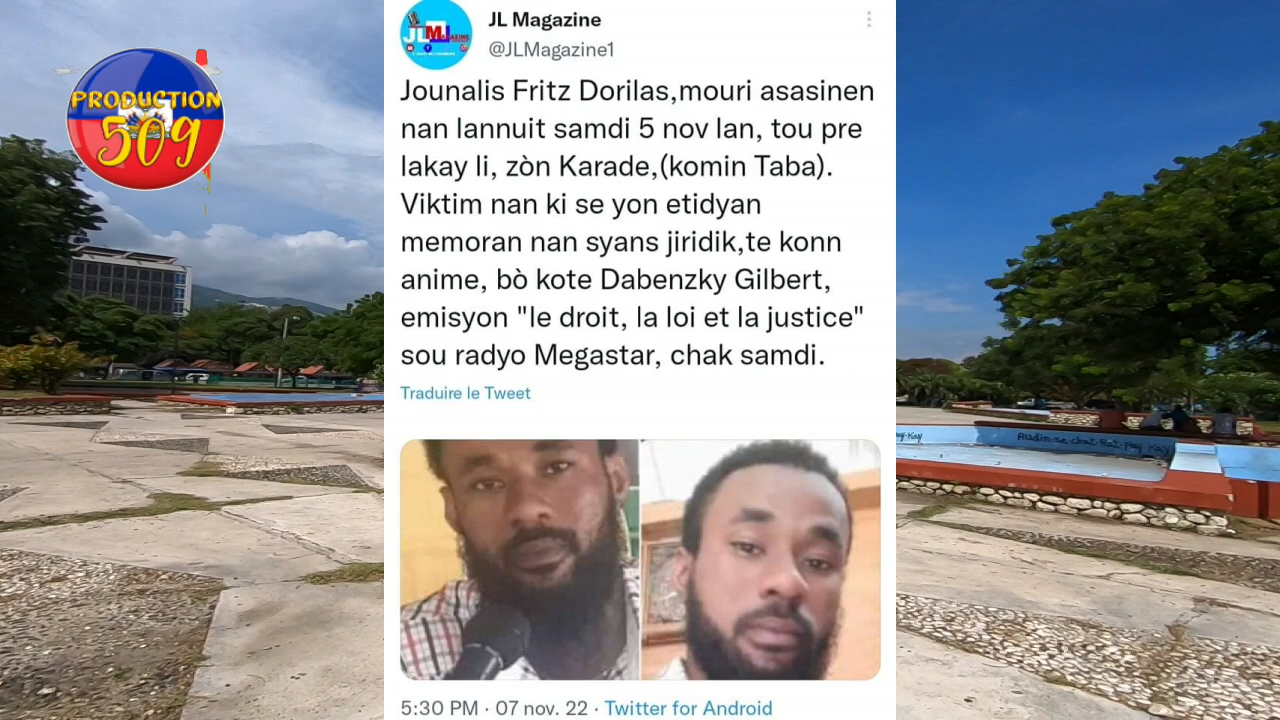 PRODUCTION
509
JL Magazine
@JLMagazine1
Jounalis Fritz Dorilas,mouri asasinen
nan lannuit samdi 5 nov lan, tou pre
lakay li, zòn Karade,(komin Taba).
Viktim nan ki se yon etidyan
memoran nan syans jiridik,te konn
anime, bò kote Dabenzky Gilbert,
emisyon "le droit, la loi et la justice"
sou radyo Megastar, chak samdi.
Traduire le Tweet
5:30 PM · 07 nov. 22 · Twitter for Android